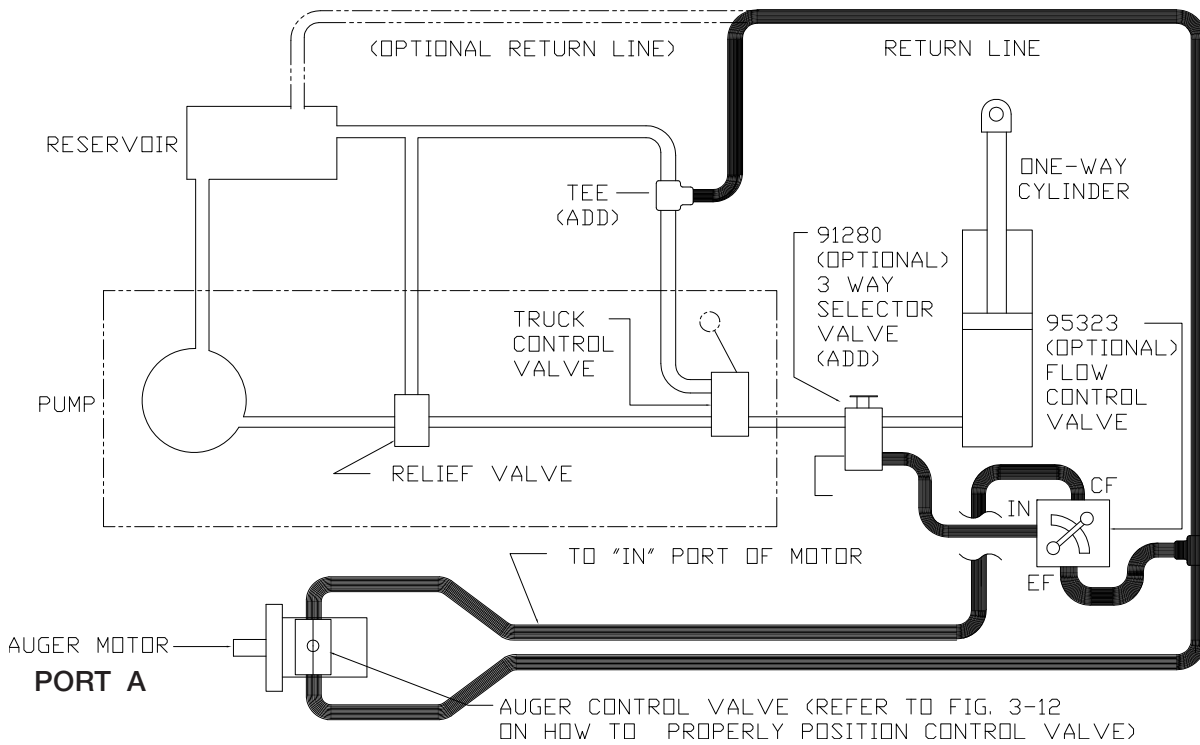 (OPTIONAL RETURN LINE)
RETURN LINE
RESERVOIR
ONE-WAY
CYLINDER
TEE
(ADD)
91280
(OPTIONAL)
3 WAY
SELECTOR
VALVE
(ADD)
TRUCK
CONTROL
VALVE
95323
(OPTIONAL)
FLOW
CONTROL
VALVE
PUMP
RELIEF VALVE
CF
IN
EF
TO "IN" PORT OF MOTOR
AUGER MOTOR
PORT A
AUGER CONTROL VALVE (REFER TO FIG. 3-12
ON HOW TO PROPERLY POSITION CONTROL VALVE)